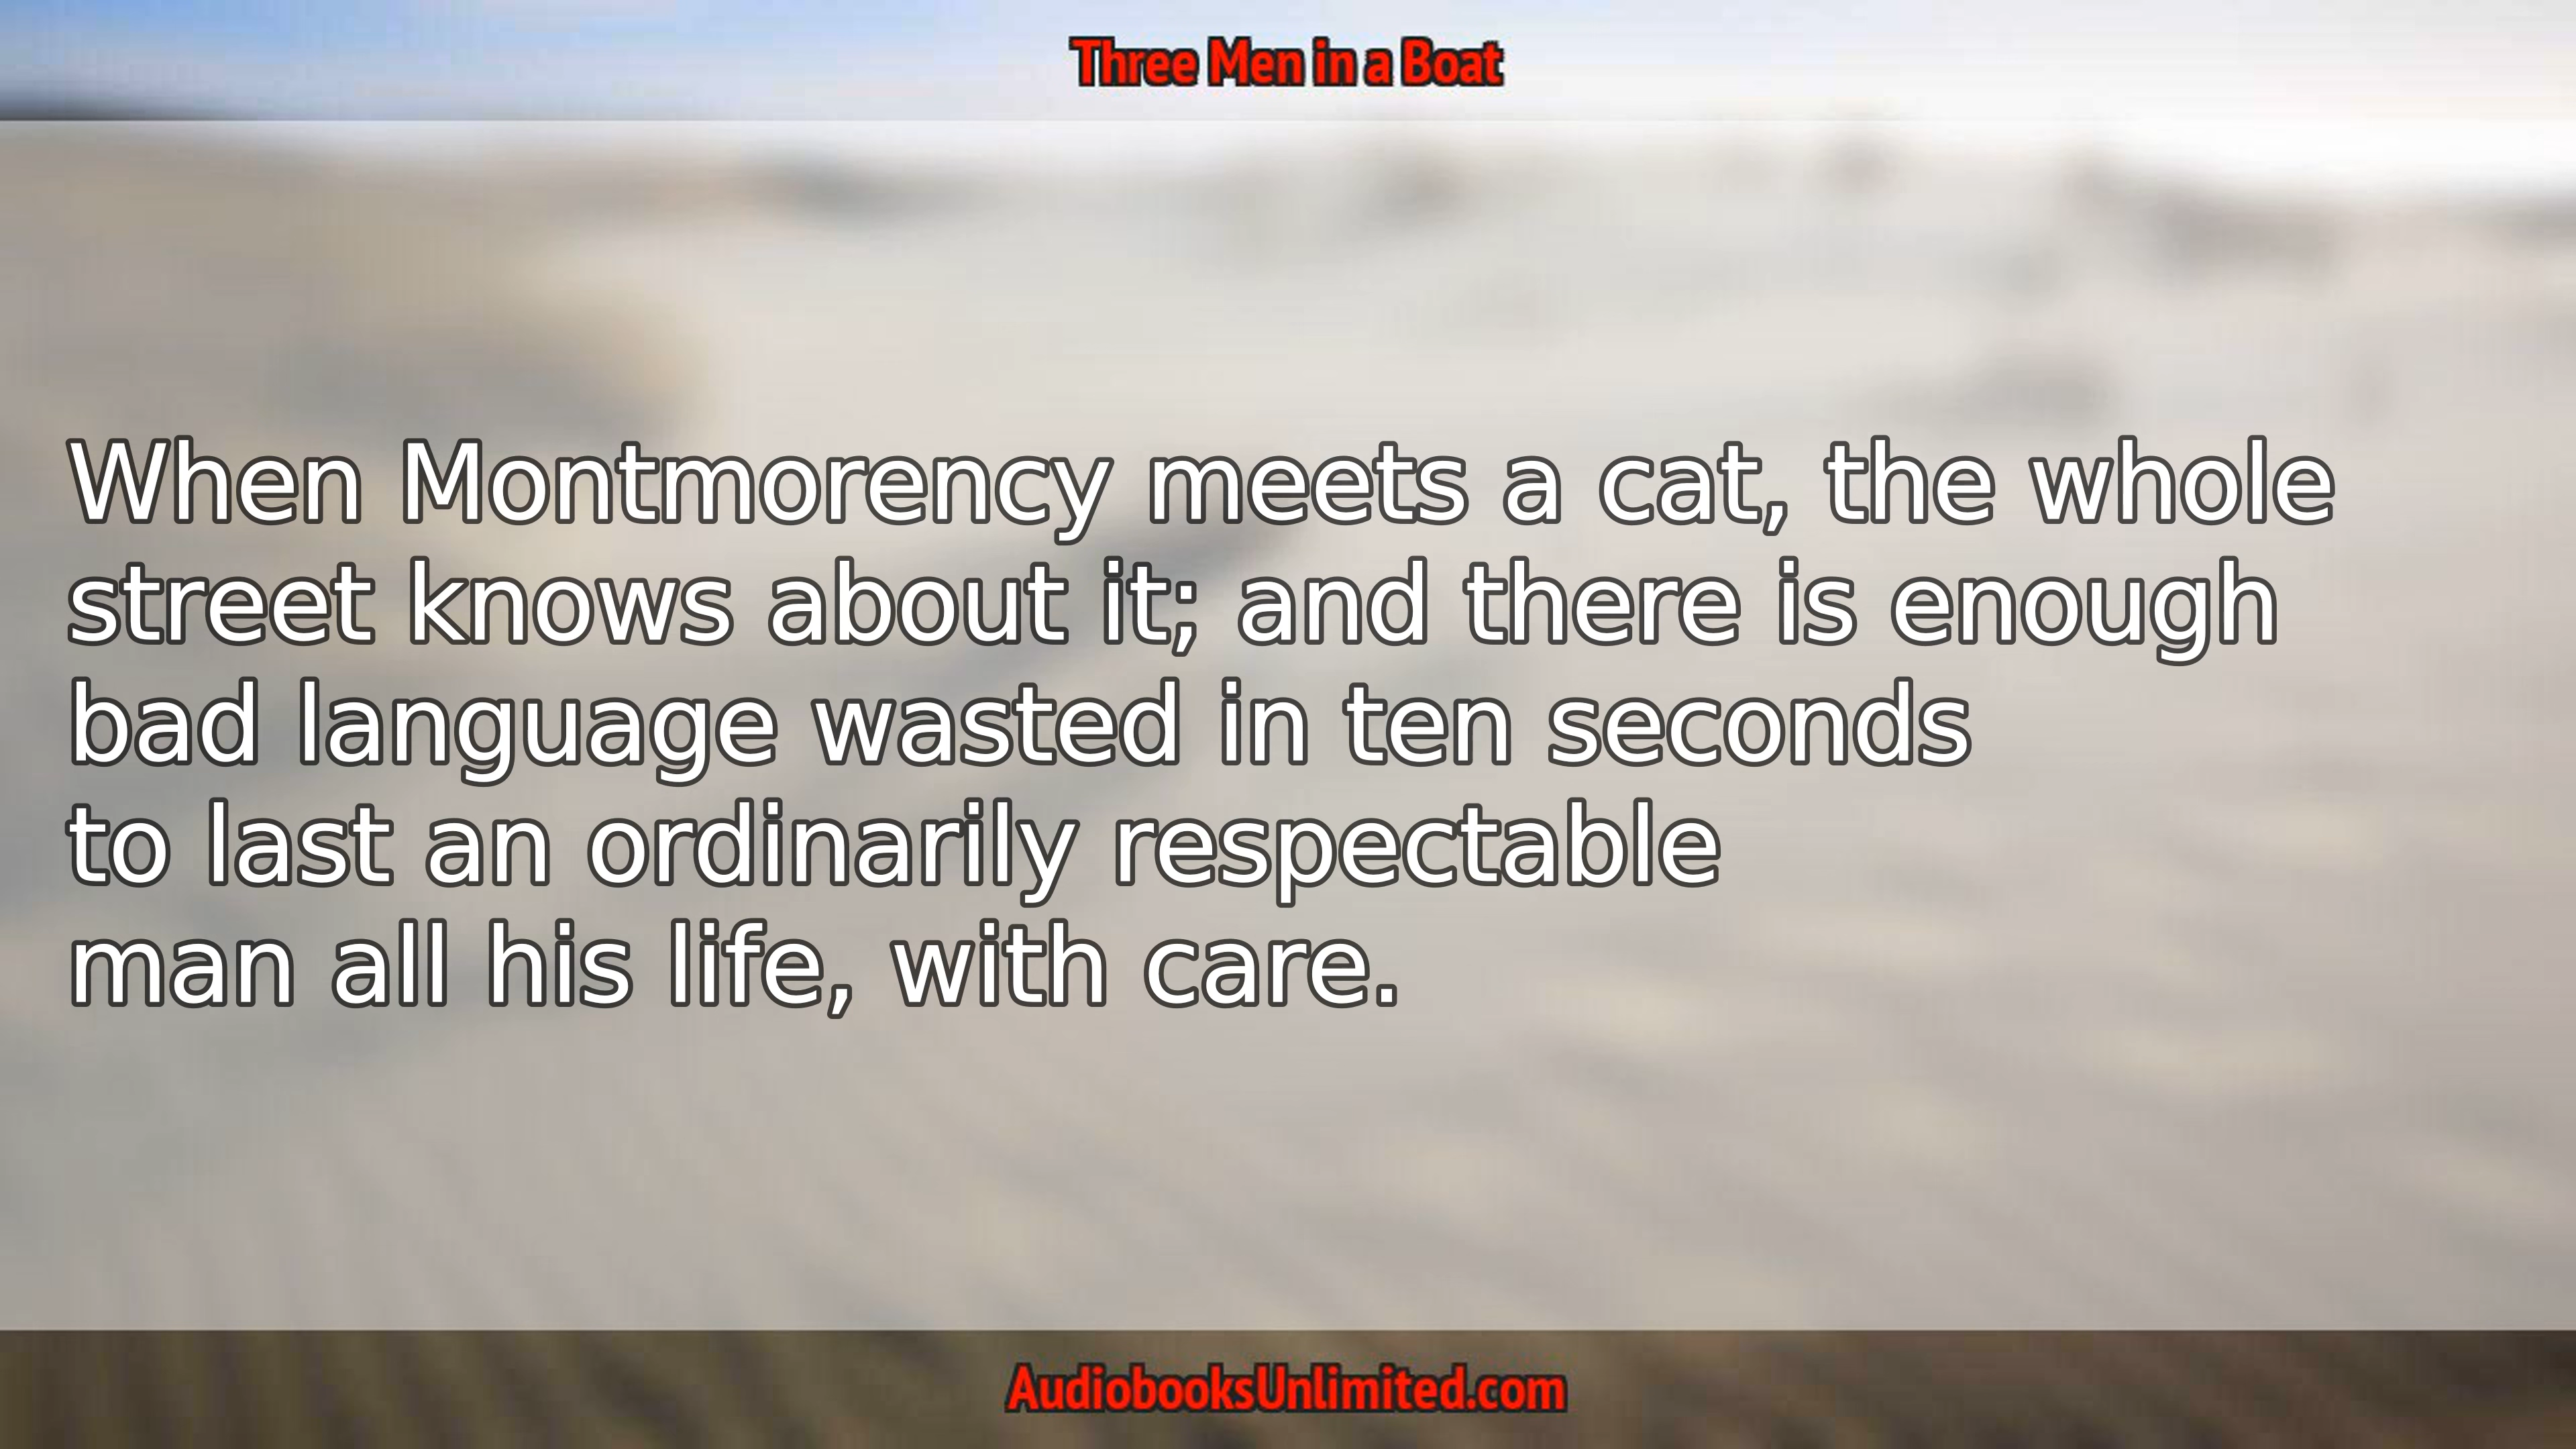 Three Men in a Boat
When Montmorency meets a cat, the whole
street knows about it; and there is enough
bad language wasted in ten seconds
to last an ordinarily respectable
man all his life, with care.
AudiobooksUnlimited.com